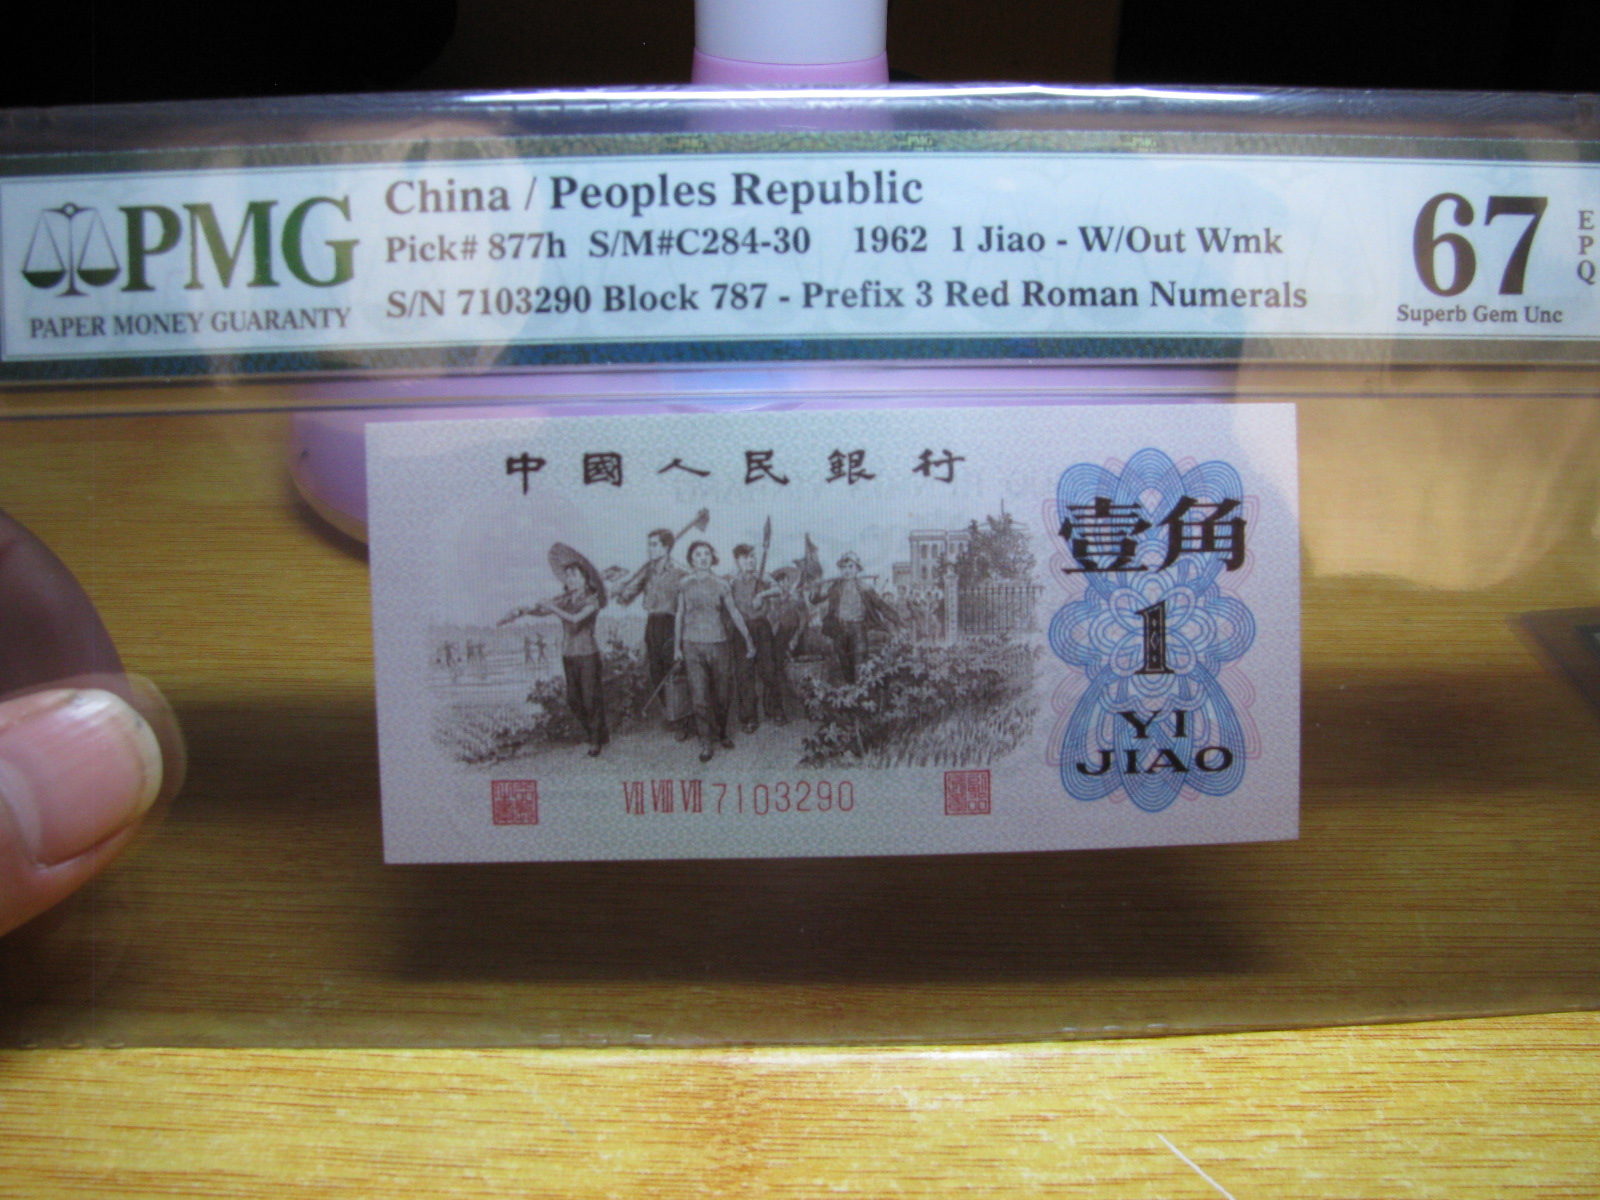 PMG
PAPER MONEY GUARANTY
China / Peoples Republic
Pick# 877h S/M#C284-30 1962 1 Jiao - W/Out Wmk
S/N 7103290 Block 787 - Prefix 3 Red Roman Numerals
67
EPQ
Superb Gem Unc
中國人民銀行
壹角
1
YI
JIAO
VII VIII VII 7103290